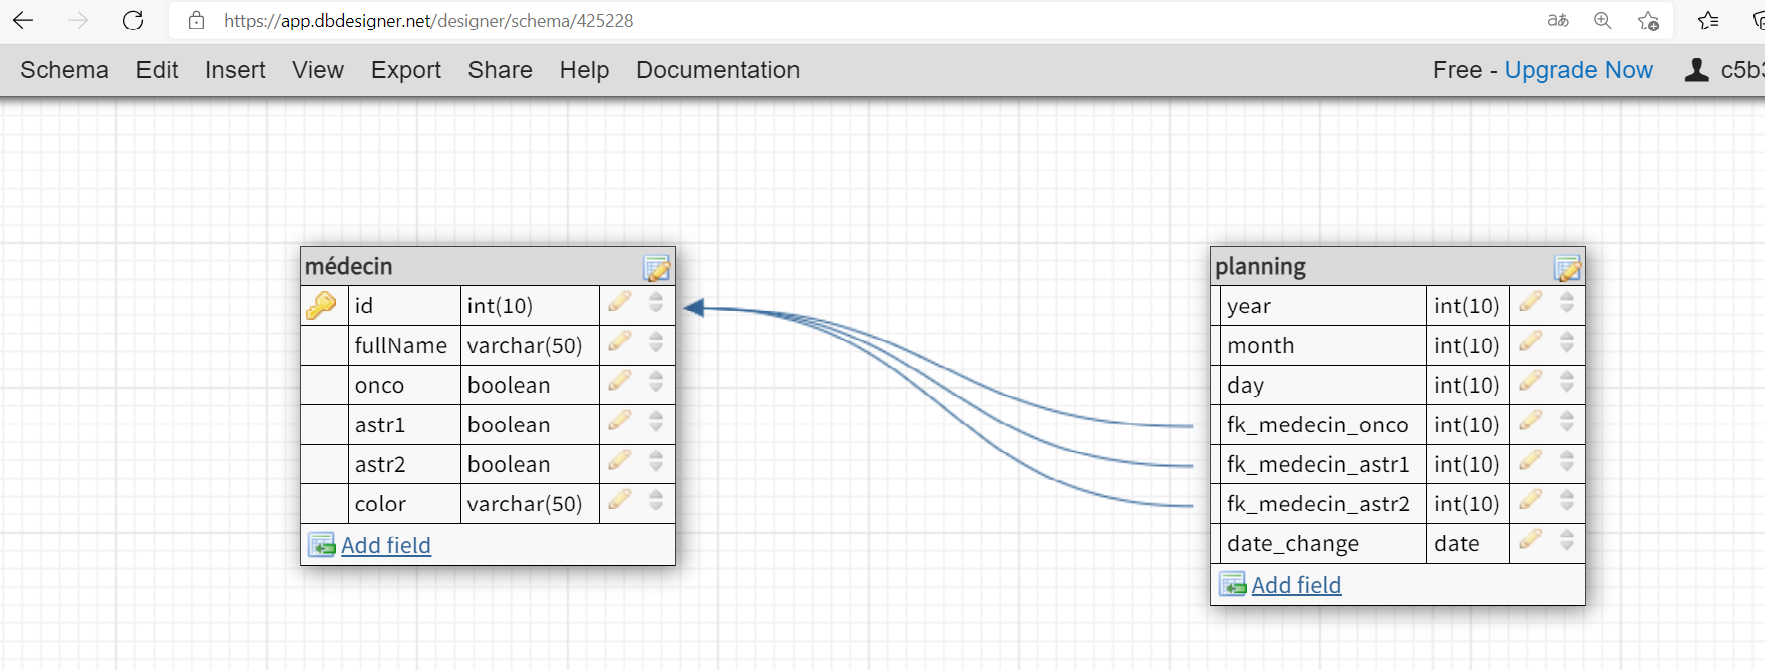 https://app.dbdesigner.net/designer/schema/425228
aあ
Schema Edit Insert View Export Share Help Documentation Free - Upgrade Now
médecin
id int(10)
fullName varchar(50)
onco boolean
astr1 boolean
astr2 boolean
color varchar(50)
Add field
planning
year int(10)
month int(10)
day int(10)
fk_medecin_onco int(10)
fk_medecin_astr1 int(10)
fk_medecin_astr2 int(10)
date_change date
Add field